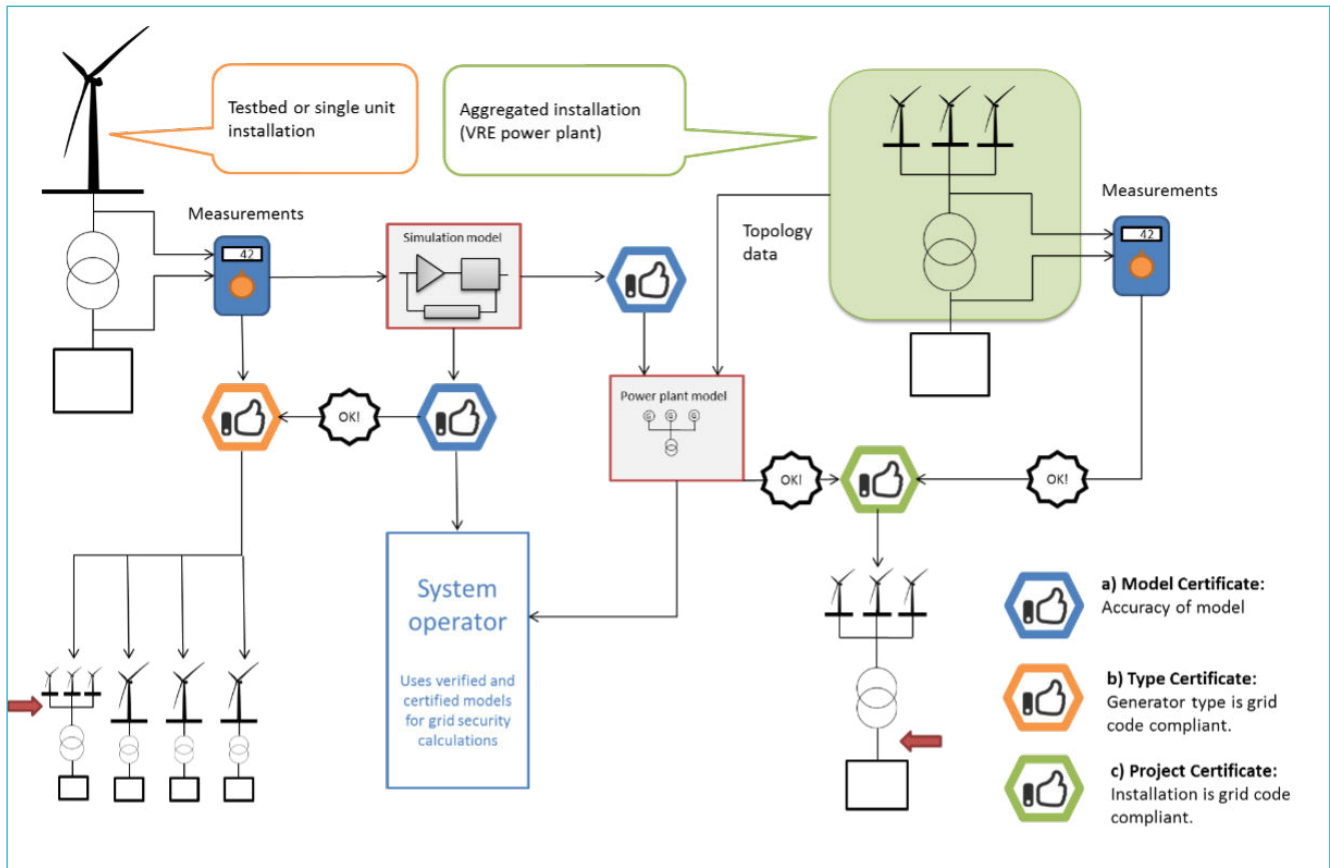 Testbed or single unit
installation
Aggregated installation
(VRE power plant)
Measurements
42
Simulation model
Topology
data
Measurements
42
OK!
Power plant model
G G G
OK!
OK!
System
operator
Uses verified and
certified models
for grid security
calculations
a) Model Certificate:
Accuracy of model
b) Type Certificate:
Generator type is grid
code compliant.
c) Project Certificate:
Installation is grid code
compliant.